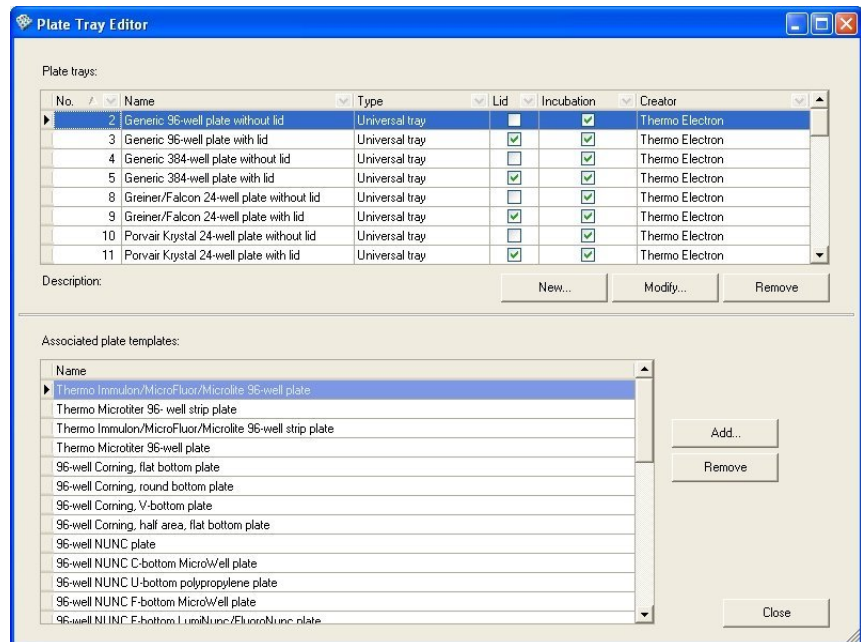 Plate Tray Editor
Plate trays:
No. Name Type Lid Incubation Creator
2 Generic 96-well plate without lid Universal tray Thermo Electron
3 Generic 96-well plate with lid Universal tray Thermo Electron
4 Generic 384-well plate without lid Universal tray Thermo Electron
5 Generic 384-well plate with lid Universal tray Thermo Electron
8 Greiner/Falcon 24-well plate without lid Universal tray Thermo Electron
9 Greiner/Falcon 24-well plate with lid Universal tray Thermo Electron
10 Porvair Krystal 24-well plate without lid Universal tray Thermo Electron
11 Porvair Krystal 24-well plate with lid Universal tray Thermo Electron
Description:
New... Modify... Remove
Associated plate templates:
Name
Thermo Immulon/MicroFluor/Microlite 96-well plate
Thermo Microtiter 96- well strip plate
Thermo Immulon/MicroFluor/Microlite 96-well strip plate
Thermo Microtiter 96-well plate
96-well Corning, flat bottom plate
96-well Corning, round bottom plate
96-well Corning, V-bottom plate
96-well Corning, half area, flat bottom plate
96-well NUNC plate
96-well NUNC C-bottom MicroWell plate
96-well NUNC U-bottom polypropylene plate
96-well NUNC F-bottom MicroWell plate
96-well NUNC F-bottom LumiNunc/FluoroNunc plate
Add...
Remove
Close